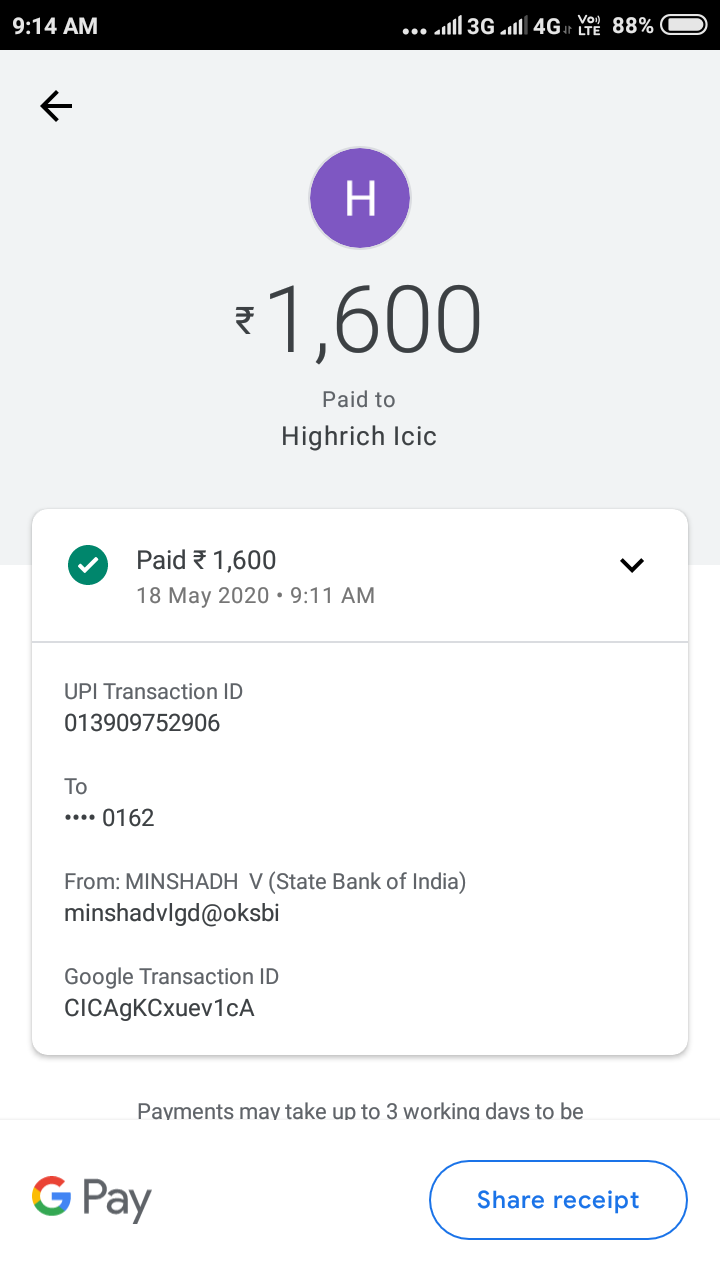 9:14 AM ... 3G 4G VoLTE 88%
H
₹1,600
Paid to
Highrich Icic
Paid ₹ 1,600
18 May 2020 • 9:11 AM
UPI Transaction ID
013909752906
To
•••• 0162
From: MINSHADH  V (State Bank of India)
minshadvlgd@oksbi
Google Transaction ID
CICAgKCxuev1cA
Payments may take up to 3 working days to be
G Pay
Share receipt